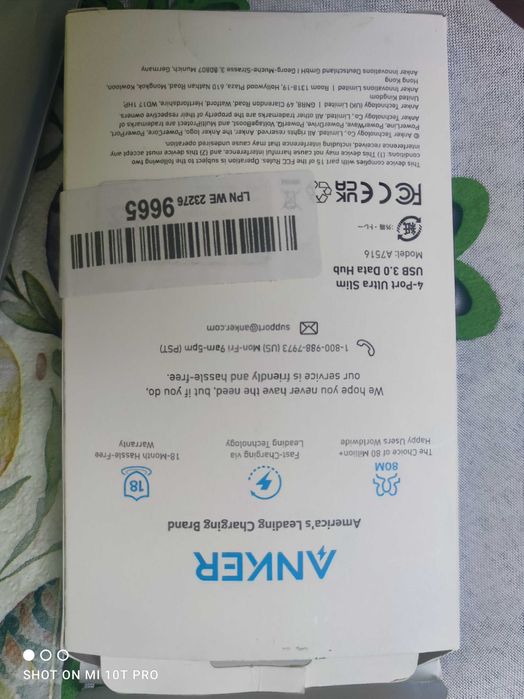 ANKER
America's Leading Charging Brand
80M
The Choice of 80 Million+
Happy Users Worldwide
Fast-Charging via
Leading Technology
18
18-Month Hassle-Free
Warranty
We hope you never have the need, but if you do,
our service is friendly and hassle-free.
1-800-988-7973 (US) Mon-Fri 9am-5pm (PST)
support@anker.com
4-Port Ultra Slim
USB 3.0 Data Hub
Model: A7516
紙
外箱・トレー
LPN WE 23276
9665
FC CE UK CA
This device complies with part 15 of the FCC Rules. Operation is subject to the following two
conditions: (1) This device may not cause harmful interference, and (2) this device must accept any
interference received, including interference that may cause undesired operation.
© Anker Technology Co., Limited. All rights reserved. Anker, the Anker logo, PowerCore, PowerPort,
PowerLine, PowerWave, PowerDrive, PowerIQ, VoltageBoost, and MultiProtect are trademarks of
Anker Technology Co., Limited. All other trademarks are the property of their respective owners.
Anker Technology (UK) Limited | GNR8, 49 Clarendon Road, Watford, Hertfordshire, WD17 1HP,
United Kingdom
Anker Innovations Limited | Room 1318-19, Hollywood Plaza, 610 Nathan Road, Mongkok, Kowloon,
Hong Kong
Anker Innovations Deutschland GmbH | Georg-Muche-Strasse 3, 80807 Munich, Germany
SHOT ON MI 10T PRO